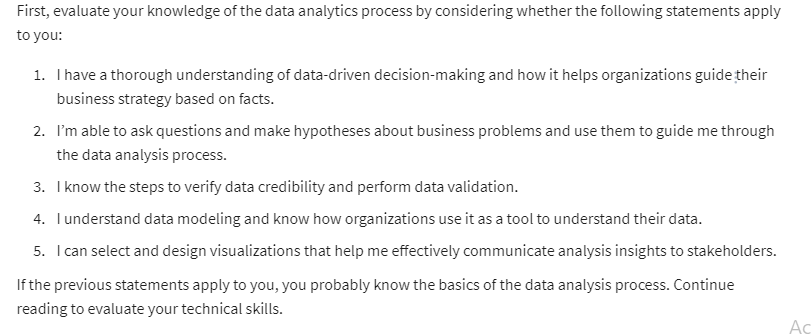 First, evaluate your knowledge of the data analytics process by considering whether the following statements apply
to you:
1. I have a thorough understanding of data-driven decision-making and how it helps organizations guide their
business strategy based on facts.
2. I’m able to ask questions and make hypotheses about business problems and use them to guide me through
the data analysis process.
3. I know the steps to verify data credibility and perform data validation.
4. I understand data modeling and know how organizations use it as a tool to understand their data.
5. I can select and design visualizations that help me effectively communicate analysis insights to stakeholders.
If the previous statements apply to you, you probably know the basics of the data analysis process. Continue
reading to evaluate your technical skills.